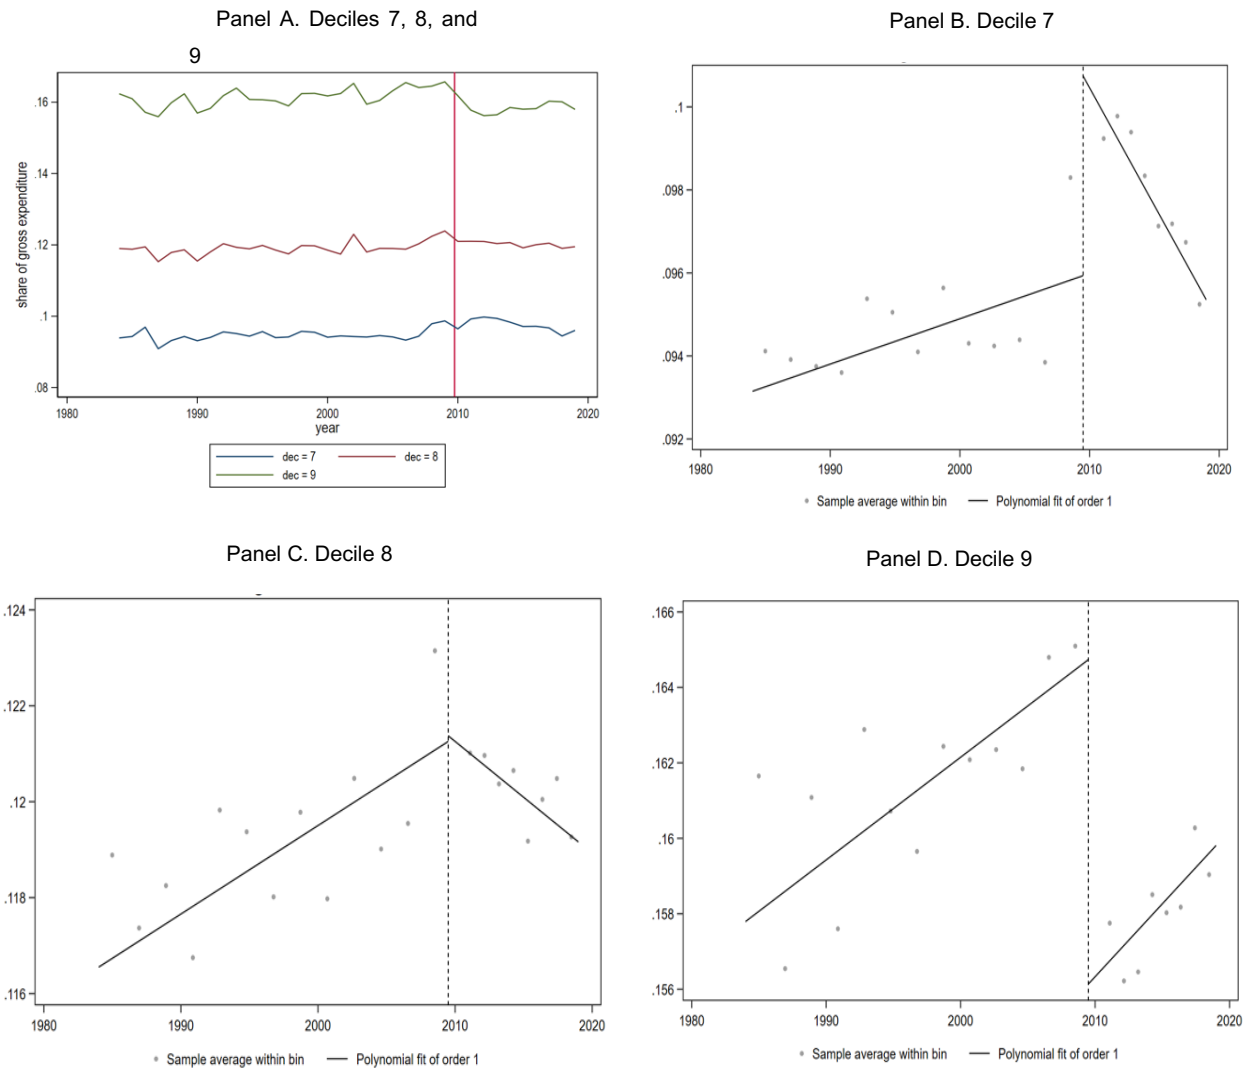 Panel A. Deciles 7, 8, and
9
share of gross expenditure
.16
.14
.12
.1
.08
1980 1990 2000 2010 2020
year
dec = 7 dec = 8
dec = 9
Panel B. Decile 7
.1
.098
.096
.094
.092
1980 1990 2000 2010 2020
Sample average within bin Polynomial fit of order 1
Panel C. Decile 8
.124
.122
.12
.118
.116
1980 1990 2000 2010 2020
Sample average within bin Polynomial fit of order 1
Panel D. Decile 9
.166
.164
.162
.16
.158
.156
1980 1990 2000 2010 2020
Sample average within bin Polynomial fit of order 1